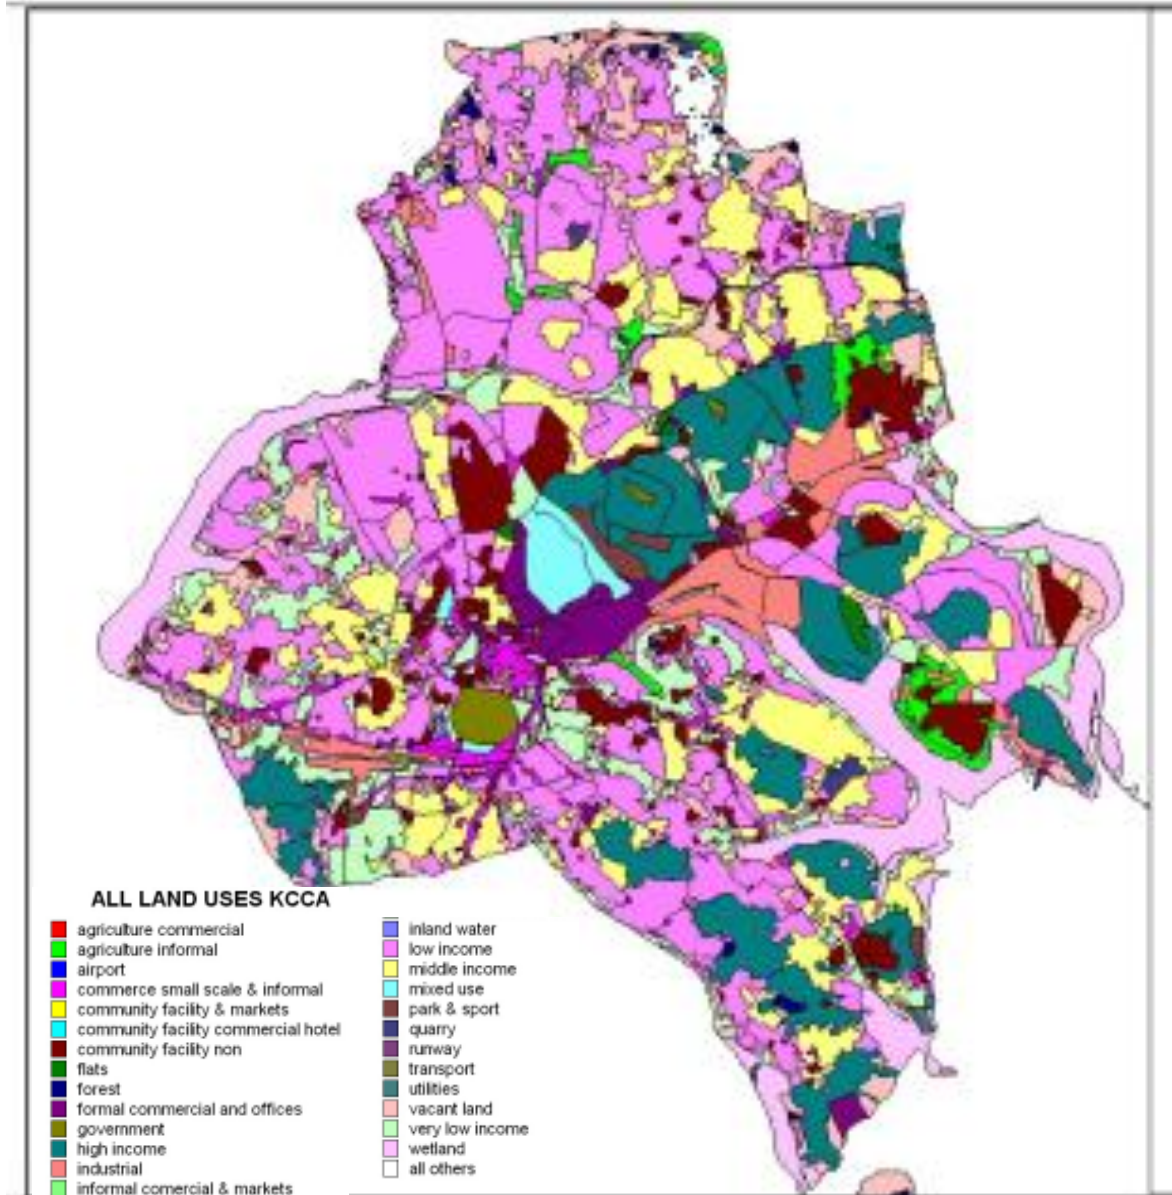 ALL LAND USES KCCA
agriculture commercial
agriculture informal
airport
commerce small scale & informal
community facility & markets
community facility commercial hotel
community facility non
flats
forest
formal commercial and offices
government
high income
industrial
informal comercial & markets
inland water
low income
middle income
mixed use
park & sport
quarry
runway
transport
utilities
vacant land
very low income
wetland
all others